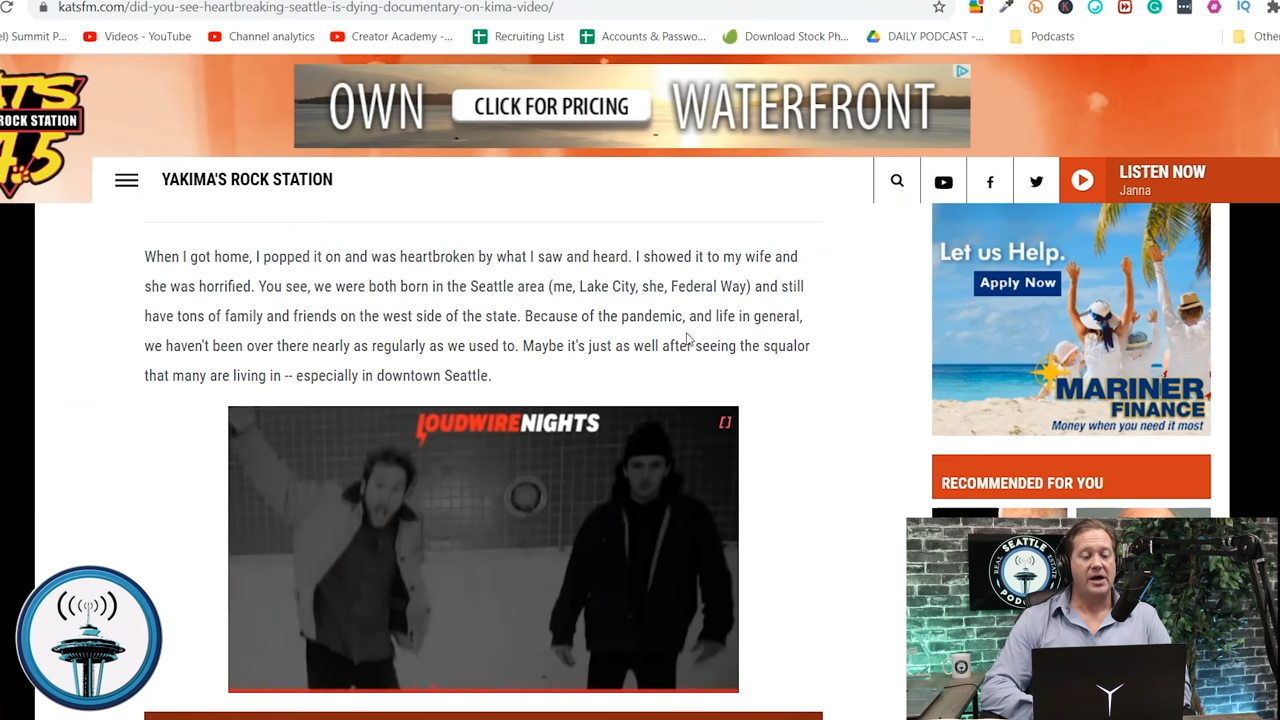 katsfm.com/did-you-see-heartbreaking-seattle-is-dying-documentary-on-kima-video/
el) Summit P...
Videos - YouTube
Channel analytics
Creator Academy -...
Recruiting List
Accounts & Passwo...
Download Stock Ph...
DAILY PODCAST -...
Podcasts
Other
ATS
ROCK STATION
4.5
OWN
CLICK FOR PRICING
WATERFRONT
YAKIMA'S ROCK STATION
LISTEN NOW
Janna
When I got home, I popped it on and was heartbroken by what I saw and heard. I showed it to my wife and
she was horrified. You see, we were both born in the Seattle area (me, Lake City, she, Federal Way) and still
have tons of family and friends on the west side of the state. Because of the pandemic, and life in general,
we haven't been over there nearly as regularly as we used to. Maybe it's just as well after seeing the squalor
that many are living in -- especially in downtown Seattle.
LOUDWIRENIGHTS
Let us Help.
Apply Now
MARINER
FINANCE
Money when you need it most
RECOMMENDED FOR YOU
SEATTLE
REAL
ESTATE